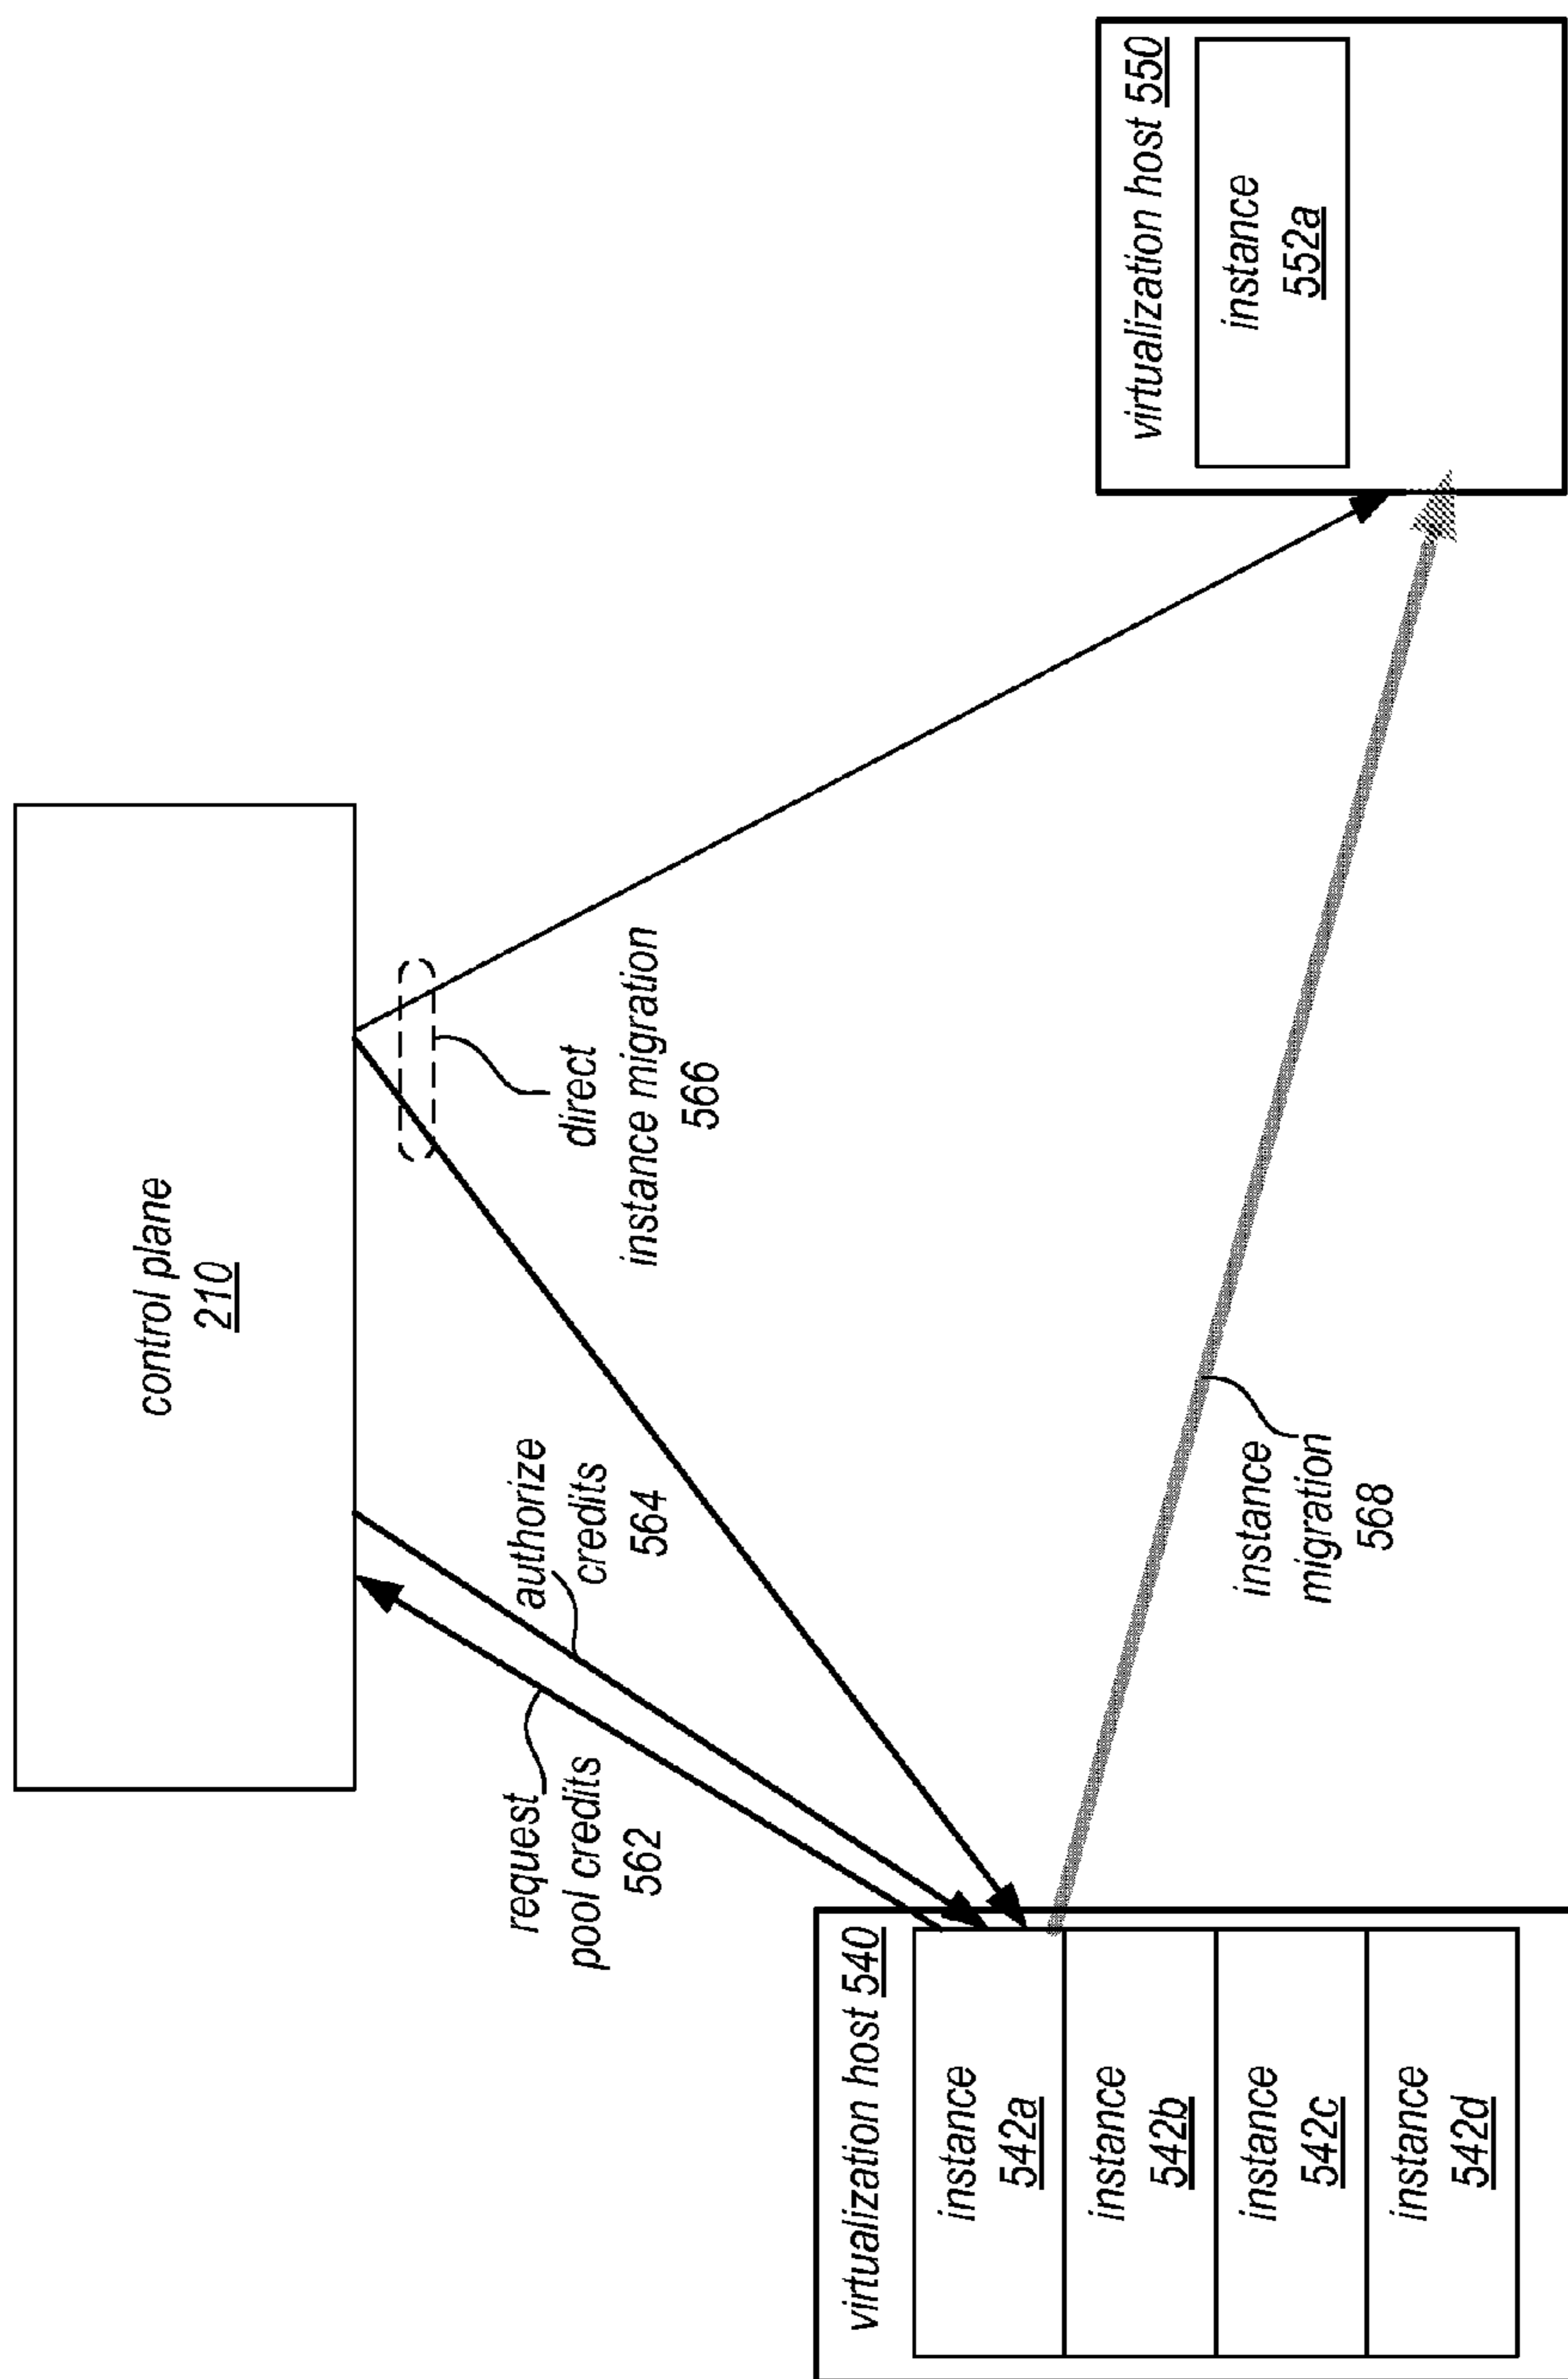 control plane
210
request
pool credits
562
authorize
credits
564
direct
instance migration
566
virtualization host 540
instance
542a
instance
542b
instance
542c
instance
542d
instance
migration
568
virtualization host 550
instance
552a